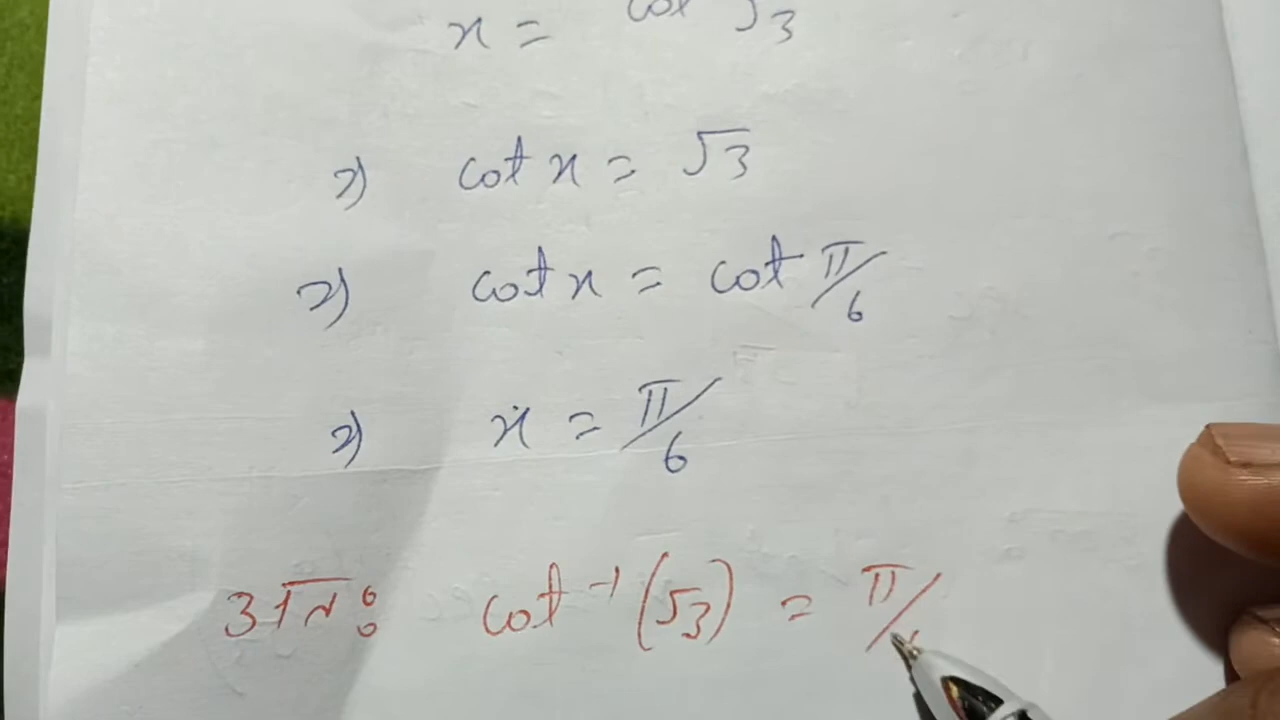 x = cot √3
⇒ cot x = √3
⇒ cot x = cot π/6
⇒ x = π/6
अतः cot⁻¹(√3) = π/